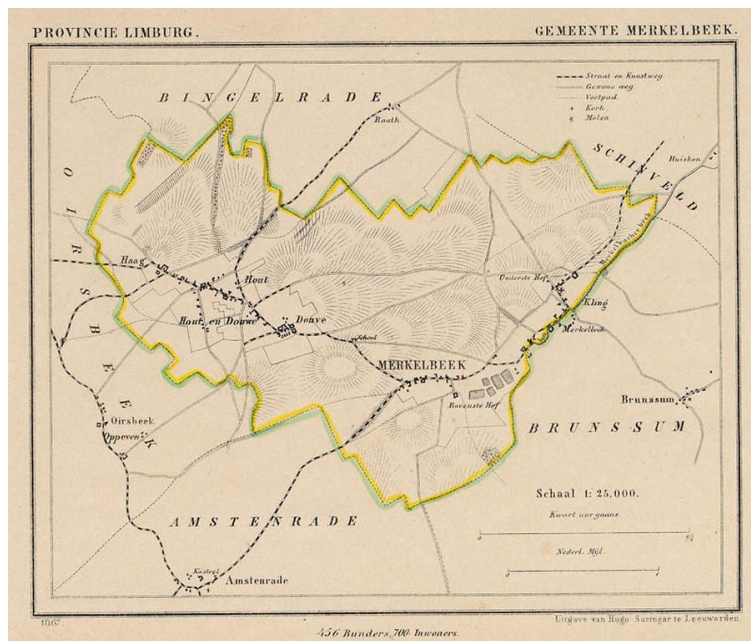 PROVINCIE LIMBURG.
GEMEENTE MERKELBEEK.
Straat en Kunstweg
Gewone weg
Voetpad.
Kerk
Molen
BINGELRADE
Raath
SCHINVELD
Huisken
OIRSBEEK
Haag
Hout
Onderste Hof
Merkelbeecherbeek
Kling
Hout en Douve
Douve
School
Merkelbeek
MERKELBEEK
Bovenste Hof
Brunssum
BRUNSSUM
Oirsbeek
Oppeven
AMSTENRADE
Kasteel
Amstenrade
Schaal 1: 25,000.
Kwart uur gaans.
Nederl. Mijl.
1867.
456 Bunders, 700 Inwoners.
Uitgave van Hugo Suringar te Leeuwarden.